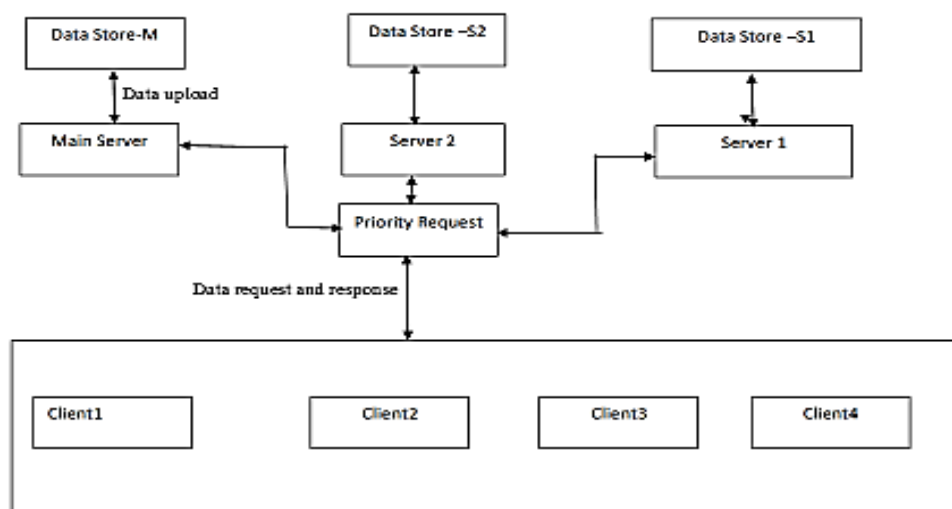 Data Store-M
Data Store –S2
Data Store –S1
Data upload
Main Server
Server 2
Server 1
Priority Request
Data request and response
Client1
Client2
Client3
Client4